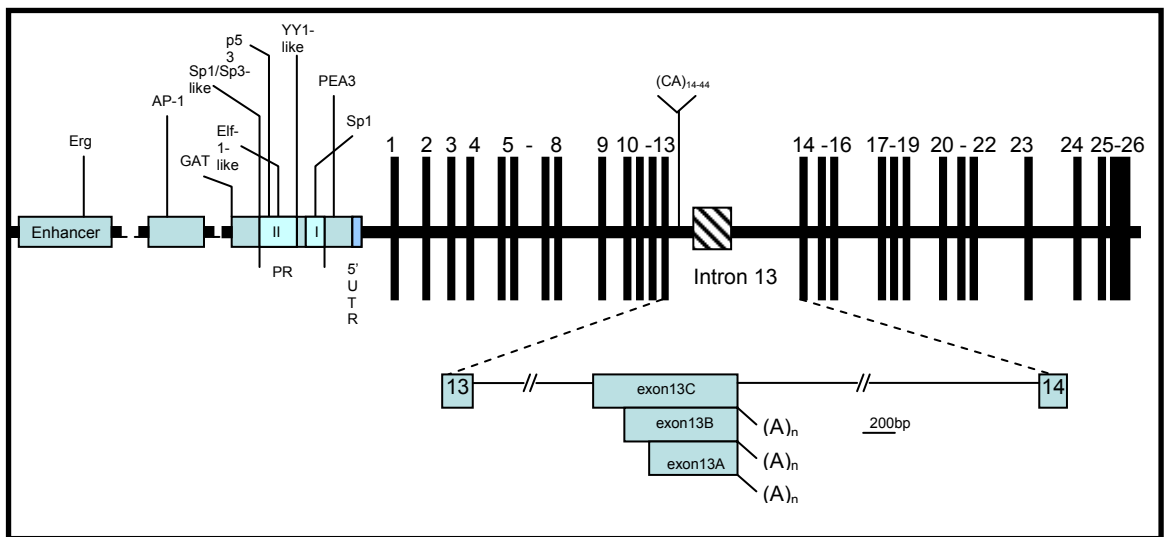 YY1-
like
p5
3
Sp1/Sp3-
like
PEA3
(CA)14-44
AP-1
Sp1
Elf-
1-
like
Erg
GAT
1 2 3 4 5 - 8 9 10 -13 14 -16 17-19 20 - 22 23 24 25-26
Enhancer
II
I
PR
5’
U
T
R
Intron 13
13
exon13C
14
exon13B
(A)n
200bp
exon13A
(A)n
(A)n